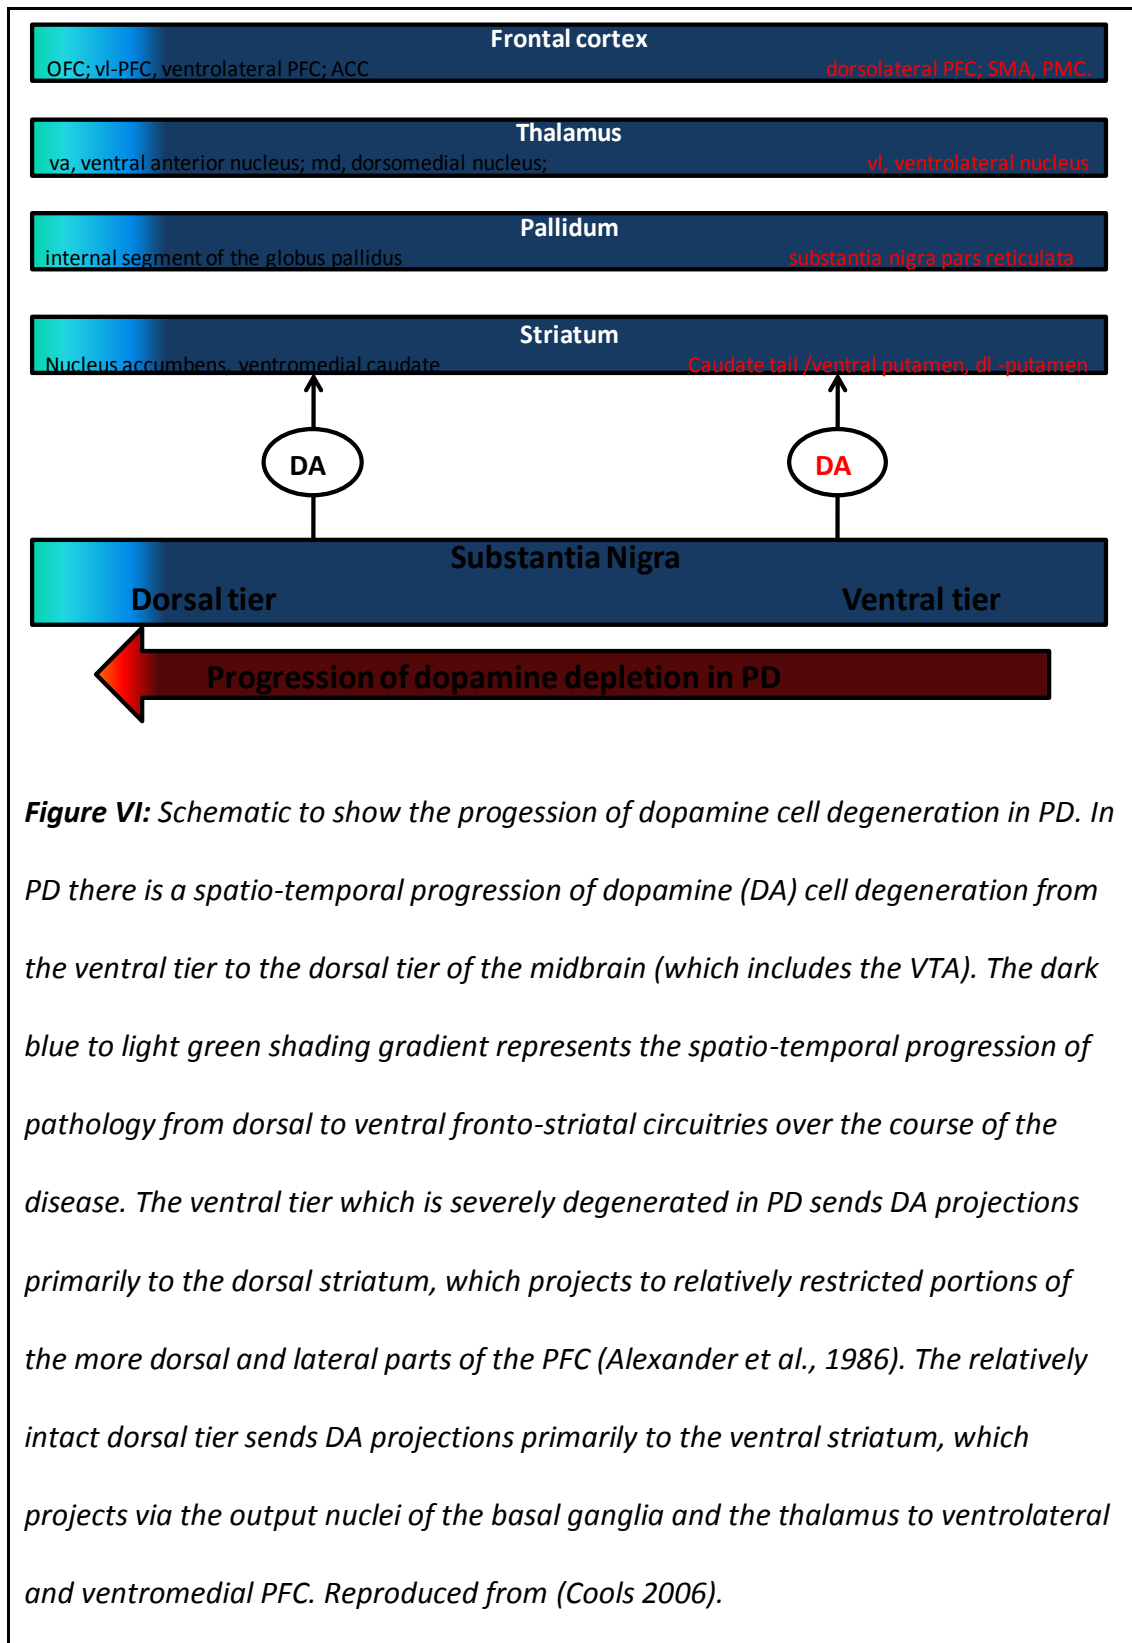 Frontal cortex
OFC; vl-PFC, ventrolateral PFC; ACC
dorsolateral PFC; SMA, PMC.
Thalamus
va, ventral anterior nucleus; md, dorsomedial nucleus;
vl, ventrolateral nucleus
Pallidum
internal segment of the globus pallidus
substantia nigra pars reticulata
Striatum
Nucleus accumbens, ventromedial caudate
Caudate tail /ventral putamen, dl -putamen
DA
DA
Substantia Nigra
Dorsal tier
Ventral tier
Progression of dopamine depletion in PD
Figure VI: Schematic to show the progession of dopamine cell degeneration in PD. In
PD there is a spatio-temporal progression of dopamine (DA) cell degeneration from
the ventral tier to the dorsal tier of the midbrain (which includes the VTA). The dark
blue to light green shading gradient represents the spatio-temporal progression of
pathology from dorsal to ventral fronto-striatal circuitries over the course of the
disease. The ventral tier which is severely degenerated in PD sends DA projections
primarily to the dorsal striatum, which projects to relatively restricted portions of
the more dorsal and lateral parts of the PFC (Alexander et al., 1986). The relatively
intact dorsal tier sends DA projections primarily to the ventral striatum, which
projects via the output nuclei of the basal ganglia and the thalamus to ventrolateral
and ventromedial PFC. Reproduced from (Cools 2006).